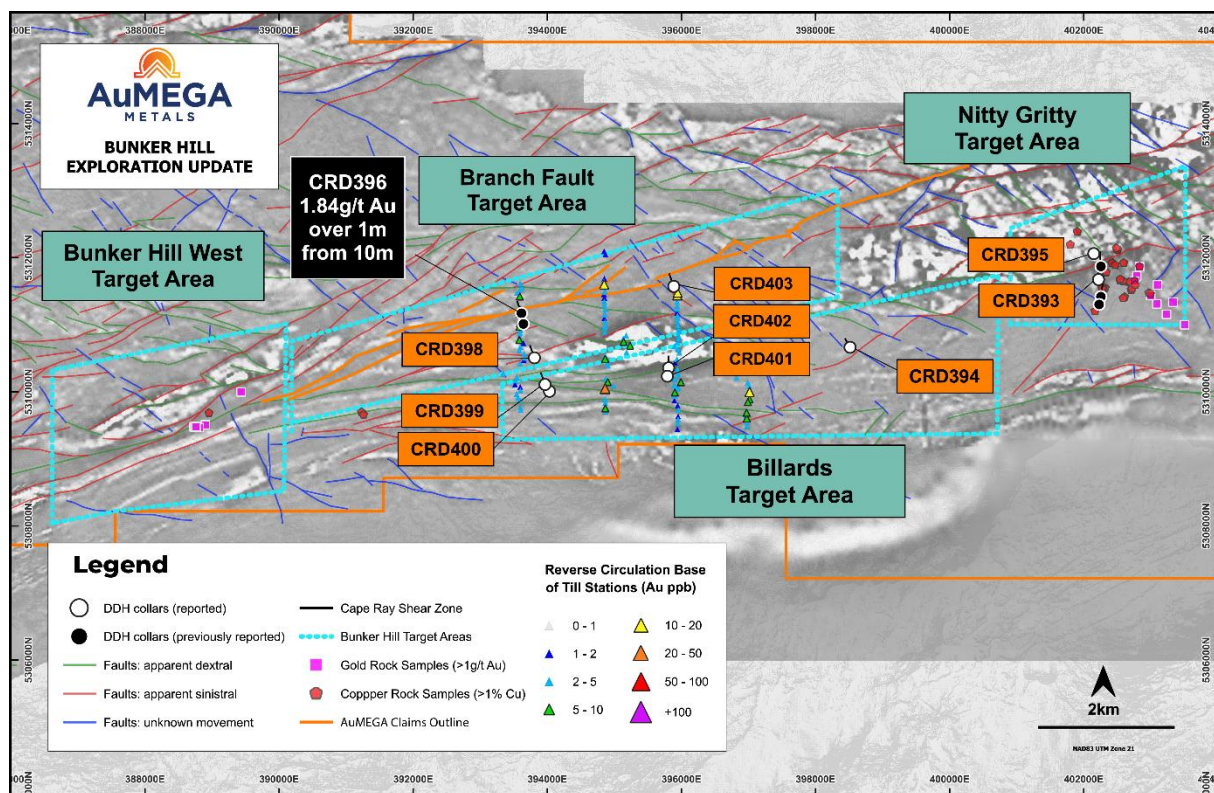 388000E 390000E 392000E 394000E 396000E 398000E 400000E 402000E
AuMEGA
METALS
BUNKER HILL
EXPLORATION UPDATE
CRD396
1.84g/t Au
over 1m
from 10m
Branch Fault
Target Area
Nitty Gritty
Target Area
Bunker Hill West
Target Area
5314000N
5314000N
5312000N
5312000N
5310000N
5310000N
5308000N
5308000N
5306000N
5306000N
CRD395
CRD393
CRD403
CRD402
CRD401
CRD398
CRD394
CRD399
CRD400
Billards
Target Area
Legend
DDH collars (reported)
DDH collars (previously reported)
Faults: apparent dextral
Faults: apparent sinistral
Faults: unknown movement
Cape Ray Shear Zone
Bunker Hill Target Areas
Gold Rock Samples (>1g/t Au)
Coppper Rock Samples (>1% Cu)
AuMEGA Claims Outline
Reverse Circulation Base
of Till Stations (Au ppb)
0 - 1
1 - 2
2 - 5
5 - 10
10 - 20
20 - 50
50 - 100
+100
2km
NAD83 UTM Zone 21
388000E 390000E 392000E 394000E 396000E 398000E 400000E 402000E